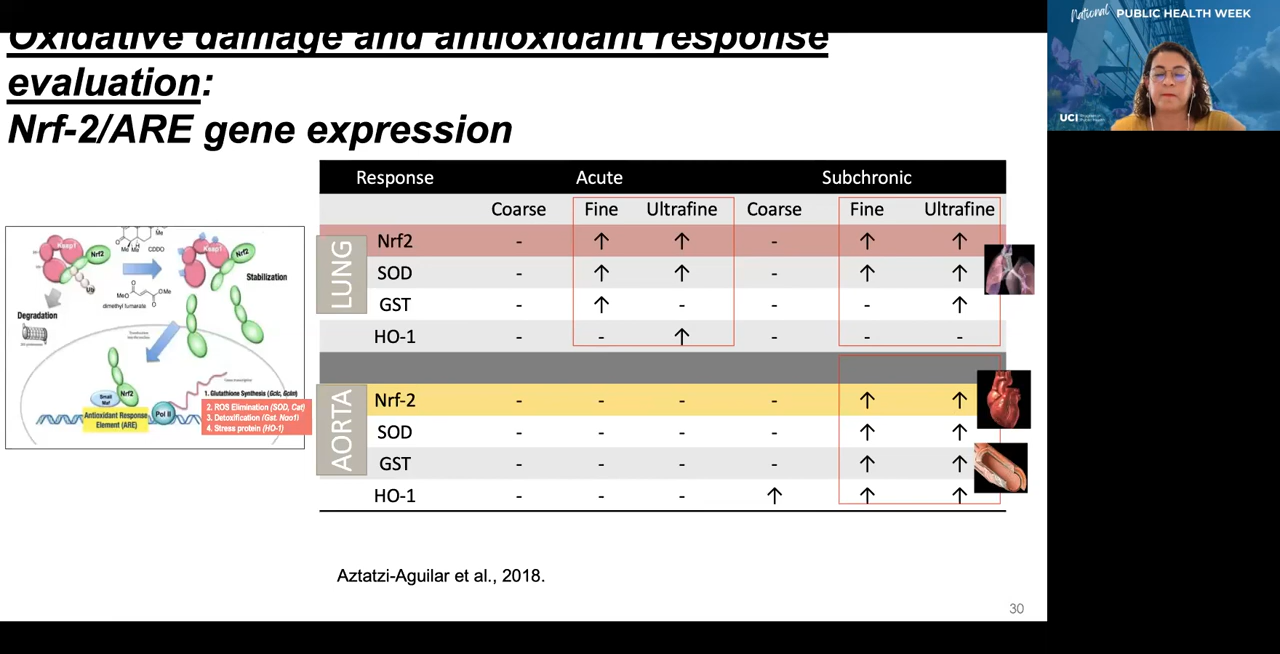 National PUBLIC HEALTH WEEK
UCI
Oxidative damage and antioxidant response
evaluation:
Nrf-2/ARE gene expression
Response Acute Subchronic
Coarse Fine Ultrafine Coarse Fine Ultrafine
LUNG
Nrf2 - ↑ ↑ - ↑ ↑
SOD - ↑ ↑ - ↑ ↑
GST - ↑ - - - ↑
HO-1 - - ↑ - - -
AORTA
Nrf-2 - - - - ↑ ↑
SOD - - - - ↑ ↑
GST - - - - ↑ ↑
HO-1 - - - ↑ ↑ ↑
Keap1
Nrf2
Ub
Degradation
Me
Me Me
CDDO
MeO
OMe
dimethyl fumarate
Keap1
Nrf2
Stabilization
Small
Maf
Nrf2
Antioxidant Response
Element (ARE)
Pol II
1. Glutathione Synthesis (Gclc, Gclm)
2. ROS Elimination (SOD, Cat)
3. Detoxification (Gst, Nqo1)
4. Stress protein (HO-1)
Aztatzi-Aguilar et al., 2018.
30